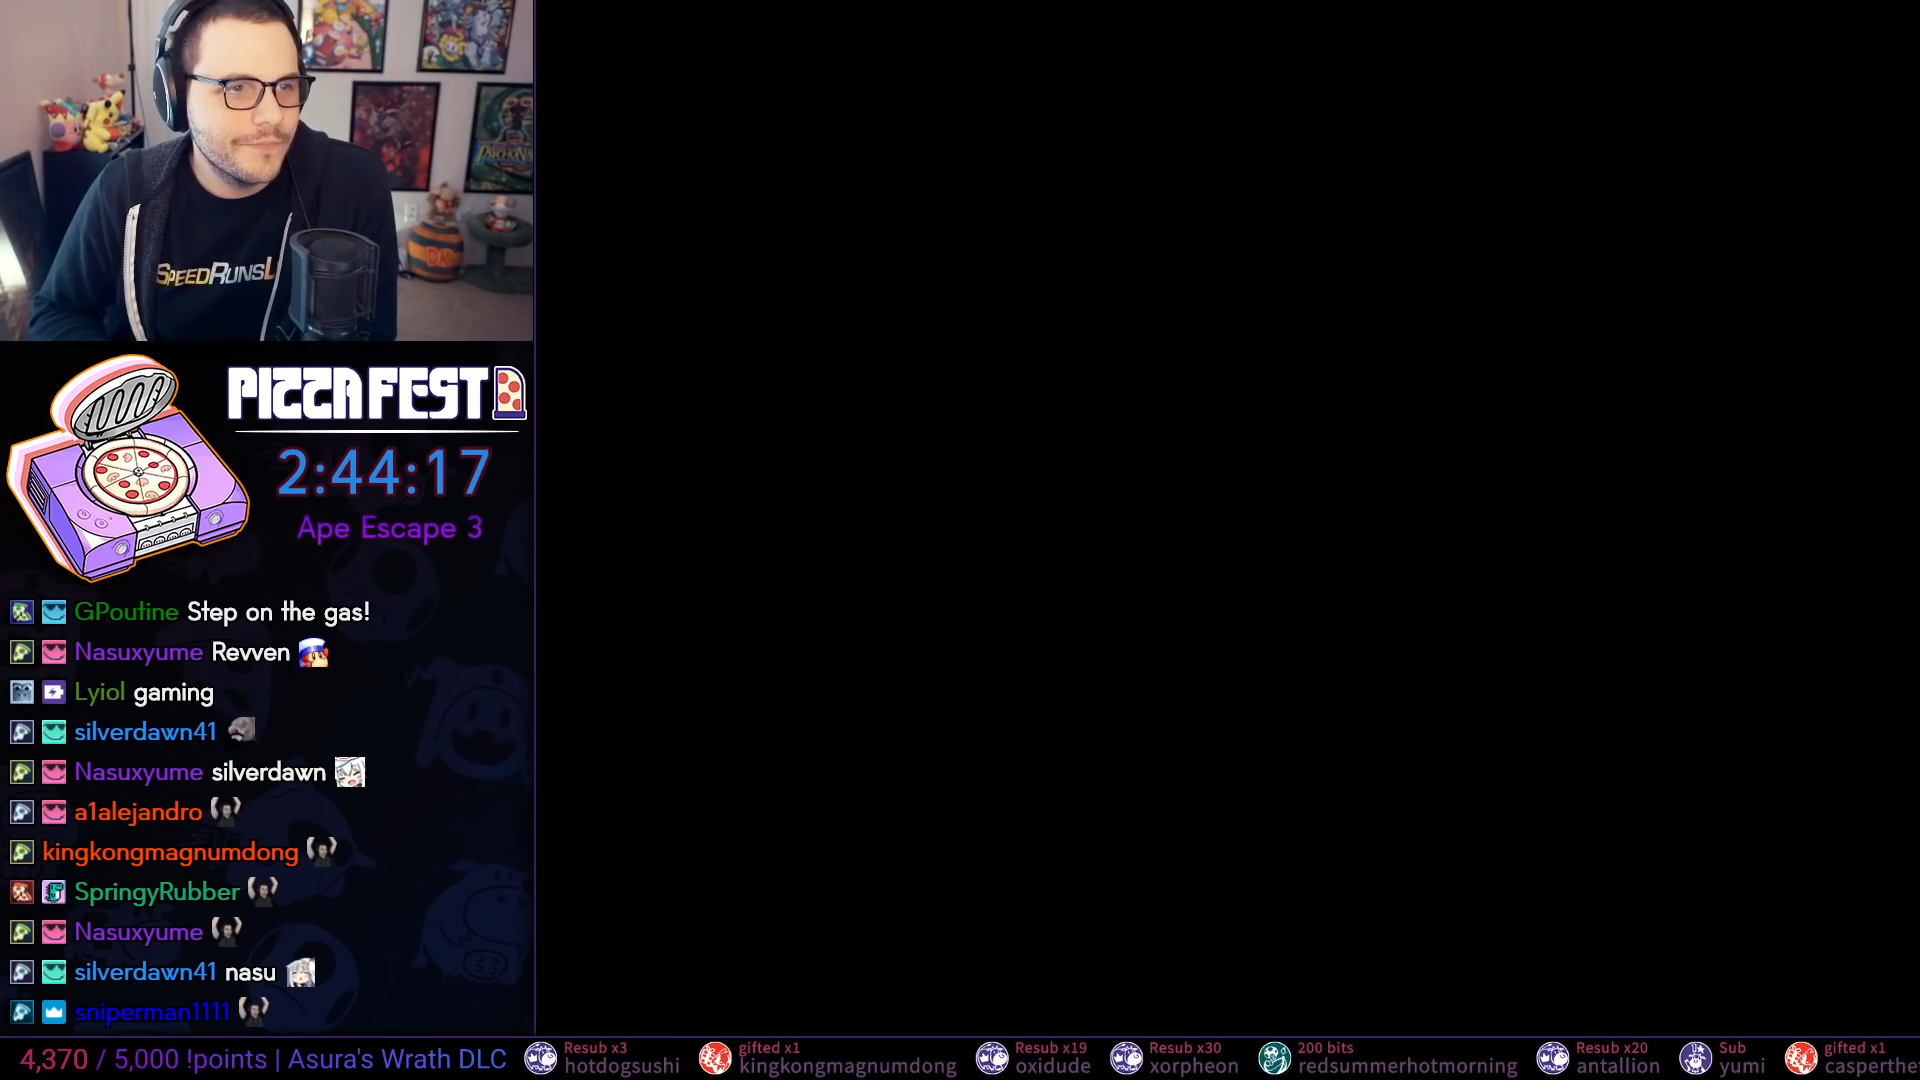 SPEEDRUNSL
DK
PSYCHONAUTS
PIZZA FEST
2:44:17
Ape Escape 3
GPoutine Step on the gas!
Nasuxyume Revven
Lyiol gaming
silverdawn41
Nasuxyume silverdawn
a1alejandro
kingkongmagnumdong
SpringyRubber
Nasuxyume
silverdawn41 nasu
sniperman1111
4,370 / 5,000 !points | Asura's Wrath DLC
Resub x3
hotdogsushi
gifted x1
kingkongmagnumdong
Resub x19
oxidude
Resub x30
xorpheon
200 bits
redsummerhotmorning
Resub x20
antallion
Sub
yumi
gifted x1
casperthe